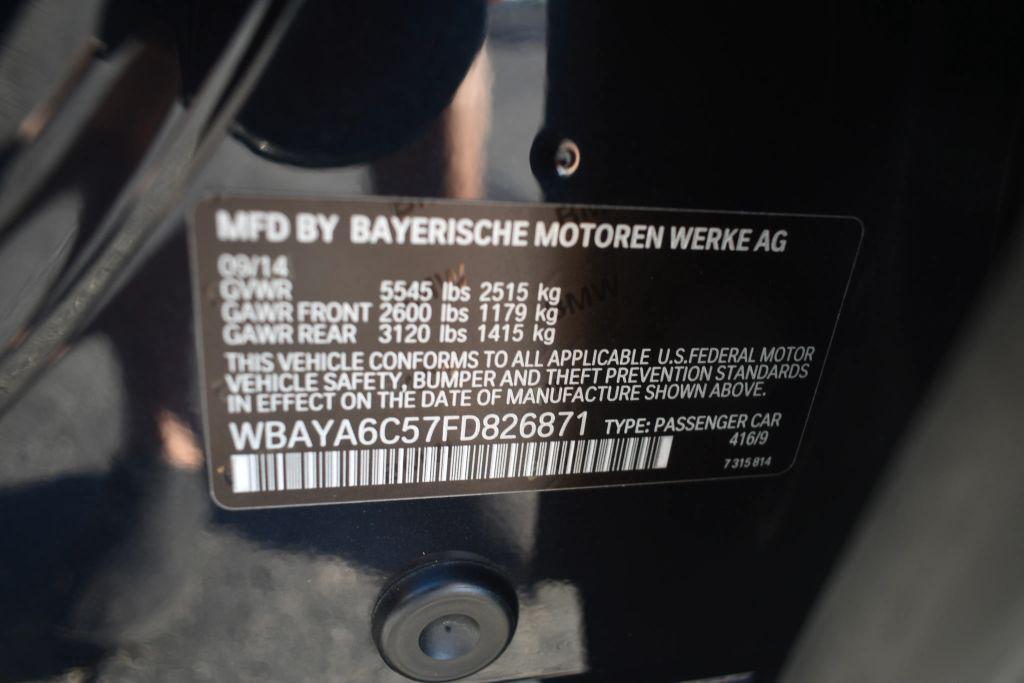 MFD BY BAYERISCHE MOTOREN WERKE AG
09/14
GVWR 5545 lbs 2515 kg
GAWR FRONT 2600 lbs 1179 kg
GAWR REAR 3120 lbs 1415 kg
THIS VEHICLE CONFORMS TO ALL APPLICABLE U.S.FEDERAL MOTOR
VEHICLE SAFETY, BUMPER AND THEFT PREVENTION STANDARDS
IN EFFECT ON THE DATE OF MANUFACTURE SHOWN ABOVE.
WBAYA6C57FD826871 TYPE: PASSENGER CAR
416/9
7 315 814
BMW
BMW
BMW